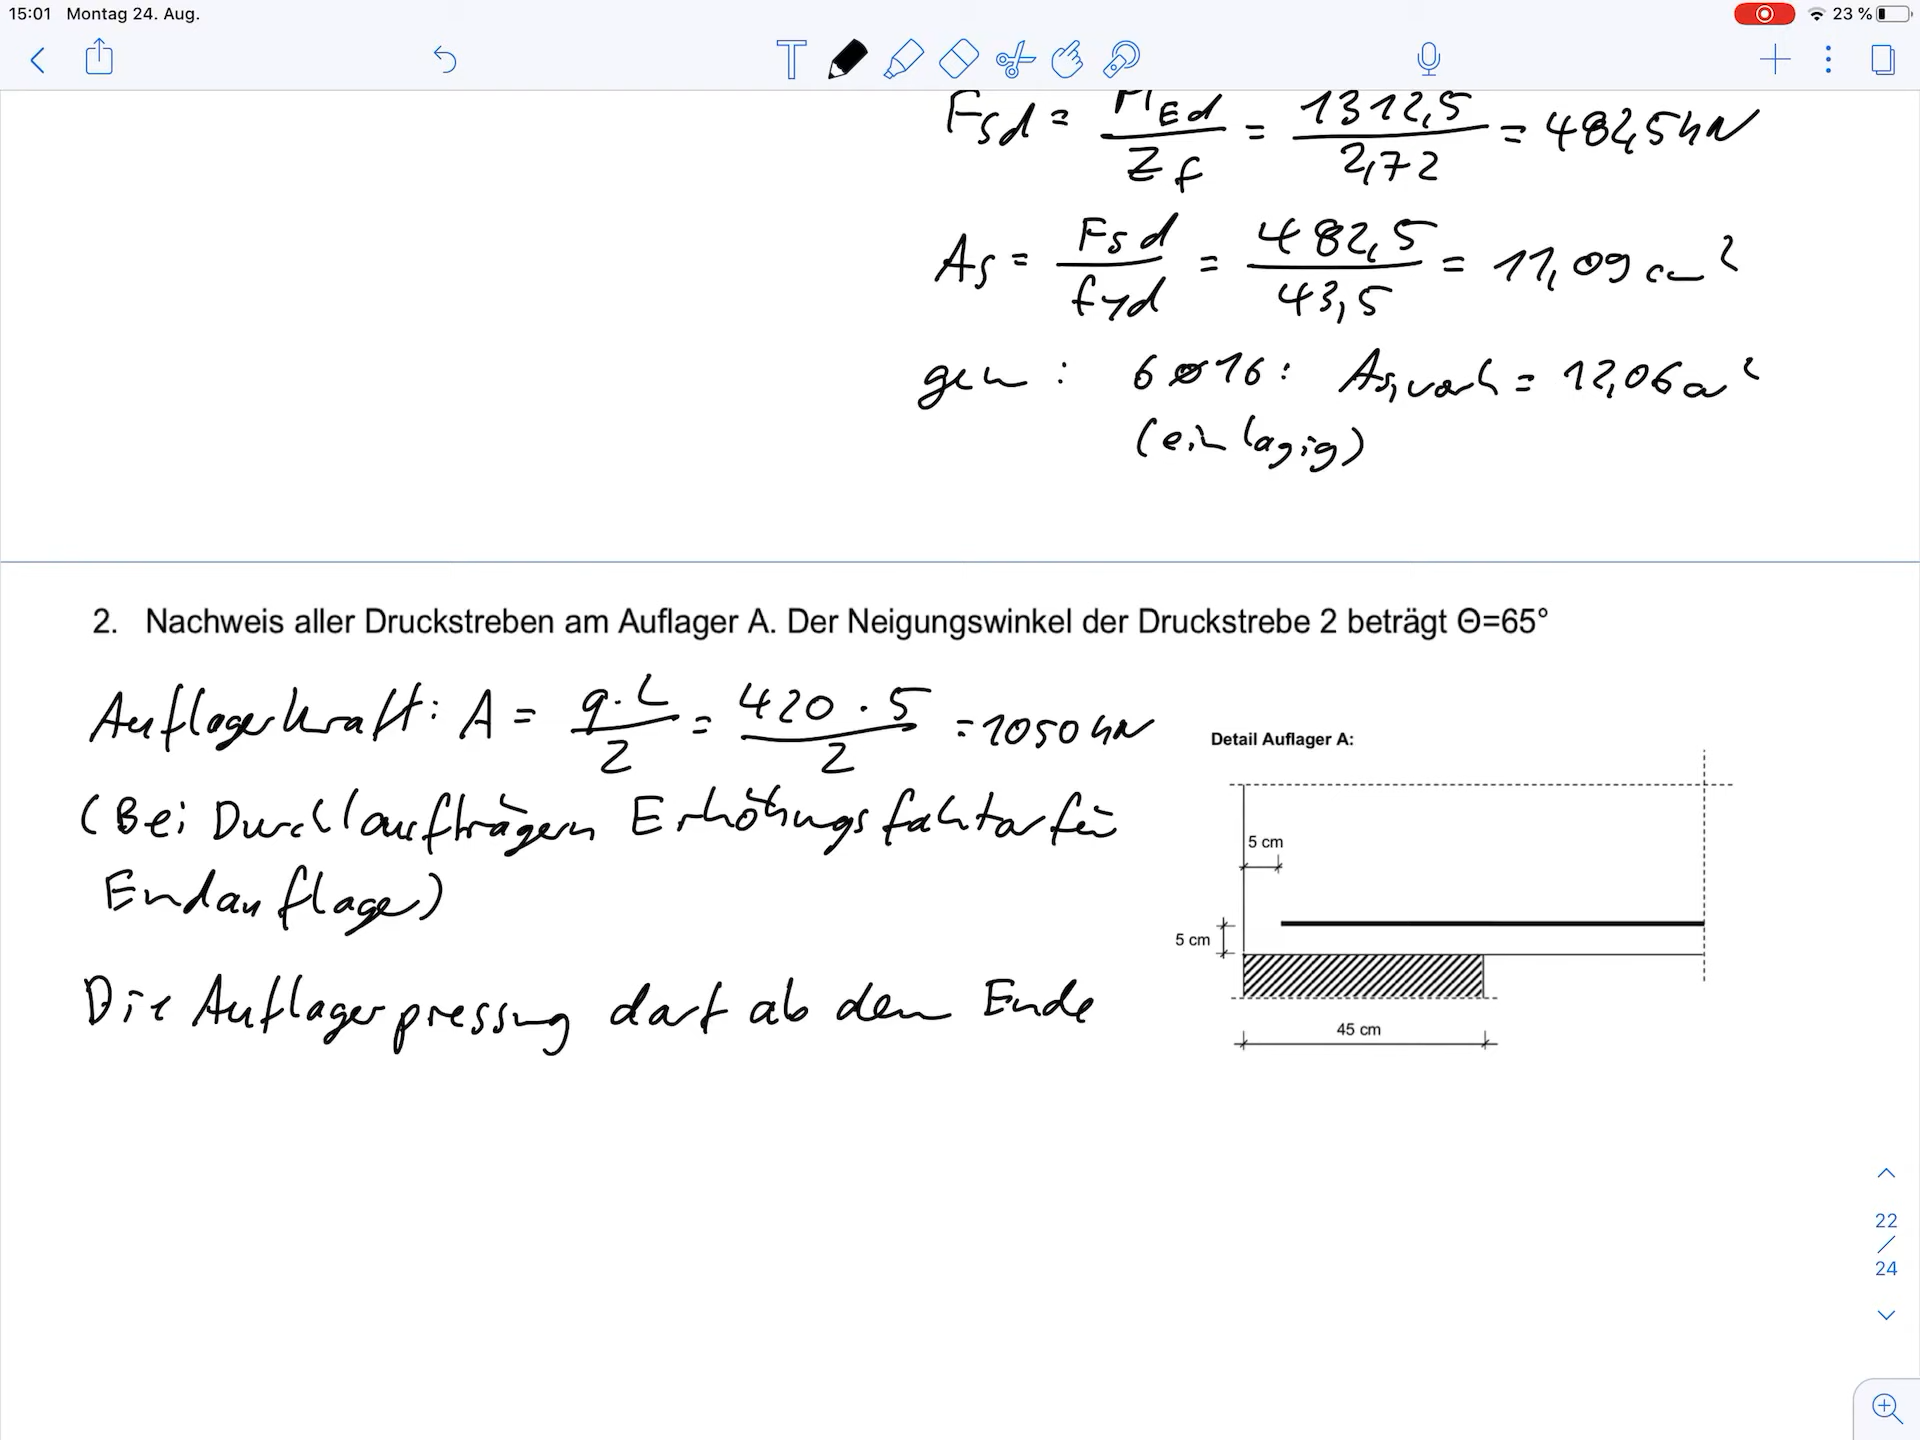 15:01 Montag 24. Aug. 23 %
Fsd = MEd / zf = 1312,5 / 2,72 = 482,5 kN
As = Fsd / fyd = 482,5 / 43,5 = 11,09 cm²
gew: 6ø16: As,vorh = 12,06 cm²
(einlagig)
2. Nachweis aller Druckstreben am Auflager A. Der Neigungswinkel der Druckstrebe 2 beträgt Θ=65°
Auflagerkraft: A = q·L / 2 = 420·5 / 2 = 1050 kN
(Bei Durchlaufträgern Erhöhungsfaktor für
Endauflager)
Die Auflagerpressung darf ab dem Ende
Detail Auflager A:
5 cm
5 cm
45 cm
22
/
24